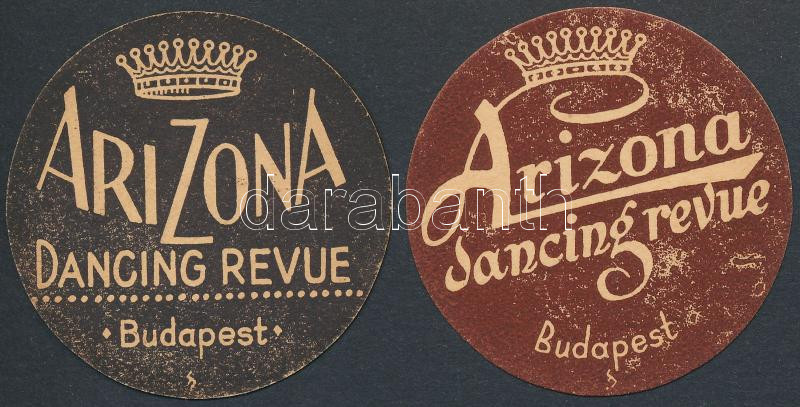 ARIZONA
DANCING REVUE
Budapest
Arizona
dancing revue
Budapest
darabanth